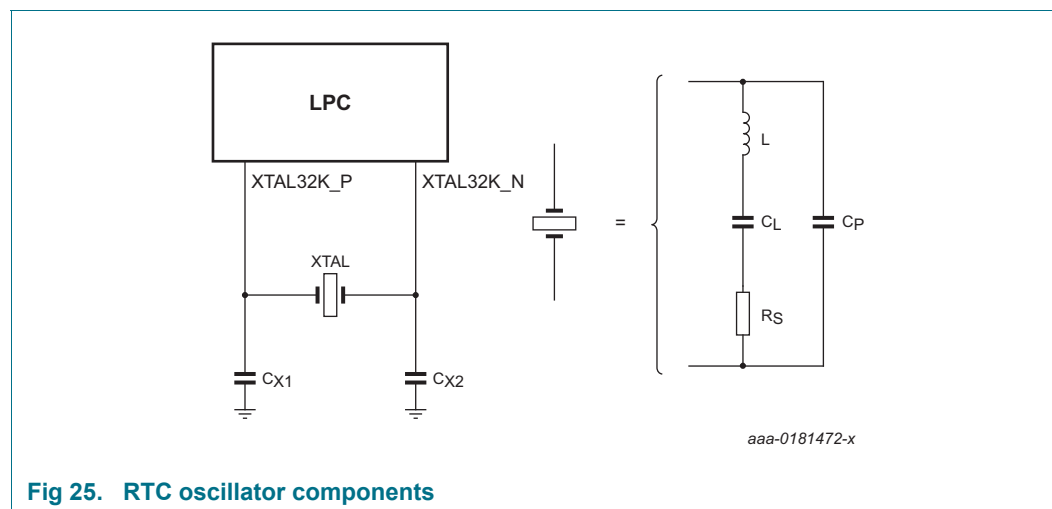 LPC
XTAL32K_P
XTAL32K_N
XTAL
CX1
CX2
=
L
CL
CP
RS
aaa-0181472-x
Fig 25. RTC oscillator components